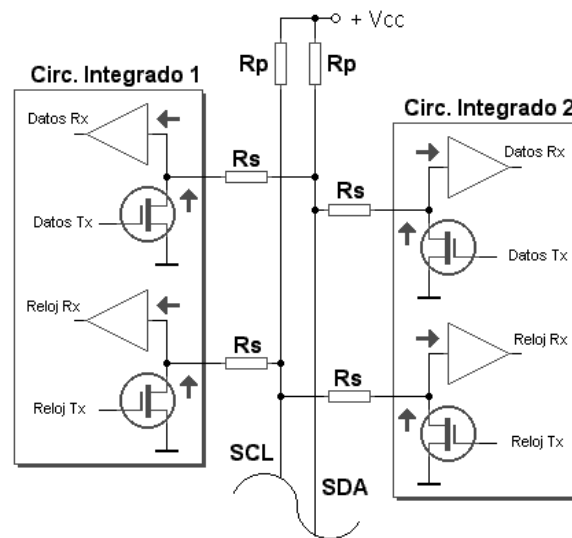 + Vcc
Rp
Rp
Circ. Integrado 1
Datos Rx
Datos Tx
Reloj Rx
Reloj Tx
Rs
Rs
Rs
Rs
SCL
SDA
Circ. Integrado 2
Datos Rx
Datos Tx
Reloj Rx
Reloj Tx